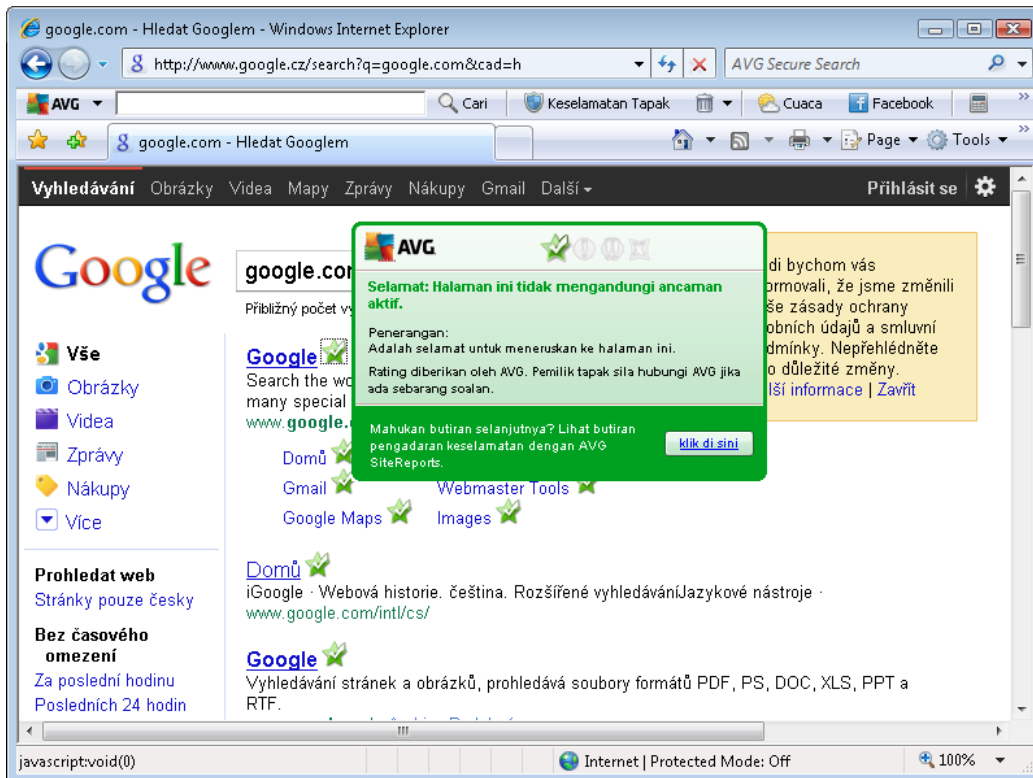 google.com - Hledat Googlem - Windows Internet Explorer
http://www.google.cz/search?q=google.com&cad=h
AVG Secure Search
AVG
Cari
Keselamatan Tapak
Cuaca
Facebook
google.com - Hledat Googlem
Page
Tools
Vyhledávání Obrázky Videa Mapy Zprávy Nákupy Gmail Další
Přihlásit se
Google
google.com
Přibližný počet
AVG
Selamat: Halaman ini tidak mengandungi ancaman
aktif.
Penerangan:
Adalah selamat untuk meneruskan ke halaman ini.
Rating diberikan oleh AVG. Pemilik tapak sila hubungi AVG jika
ada sebarang soalan.
Mahukan butiran selanjutnya? Lihat butiran
pengadaran keselamatan dengan AVG
SiteReports.
klik di sini
di bychom vás
ormovali, že jsme změnili
še zásady ochrany
obních údajů a smluvní
dmínky. Nepřehlédněte
o důležité změny.
lší informace | Zavřít
Vše
Obrázky
Videa
Zprávy
Nákupy
Více
Prohledat web
Stránky pouze česky
Bez časového
omezení
Za poslední hodinu
Posledních 24 hodin
Google
Search the
many special
www.google.
Domů
Gmail
Webmaster Tools
Google Maps
Images
Domů
iGoogle · Webová historie. čeština. Rozšířené vyhledáváníJazykové nástroje ·
www.google.com/intl/cs/
Google
Vyhledávání stránek a obrázků, prohledává soubory formátů PDF, PS, DOC, XLS, PPT a
RTF.
javascript:void(0)
Internet | Protected Mode: Off
100%